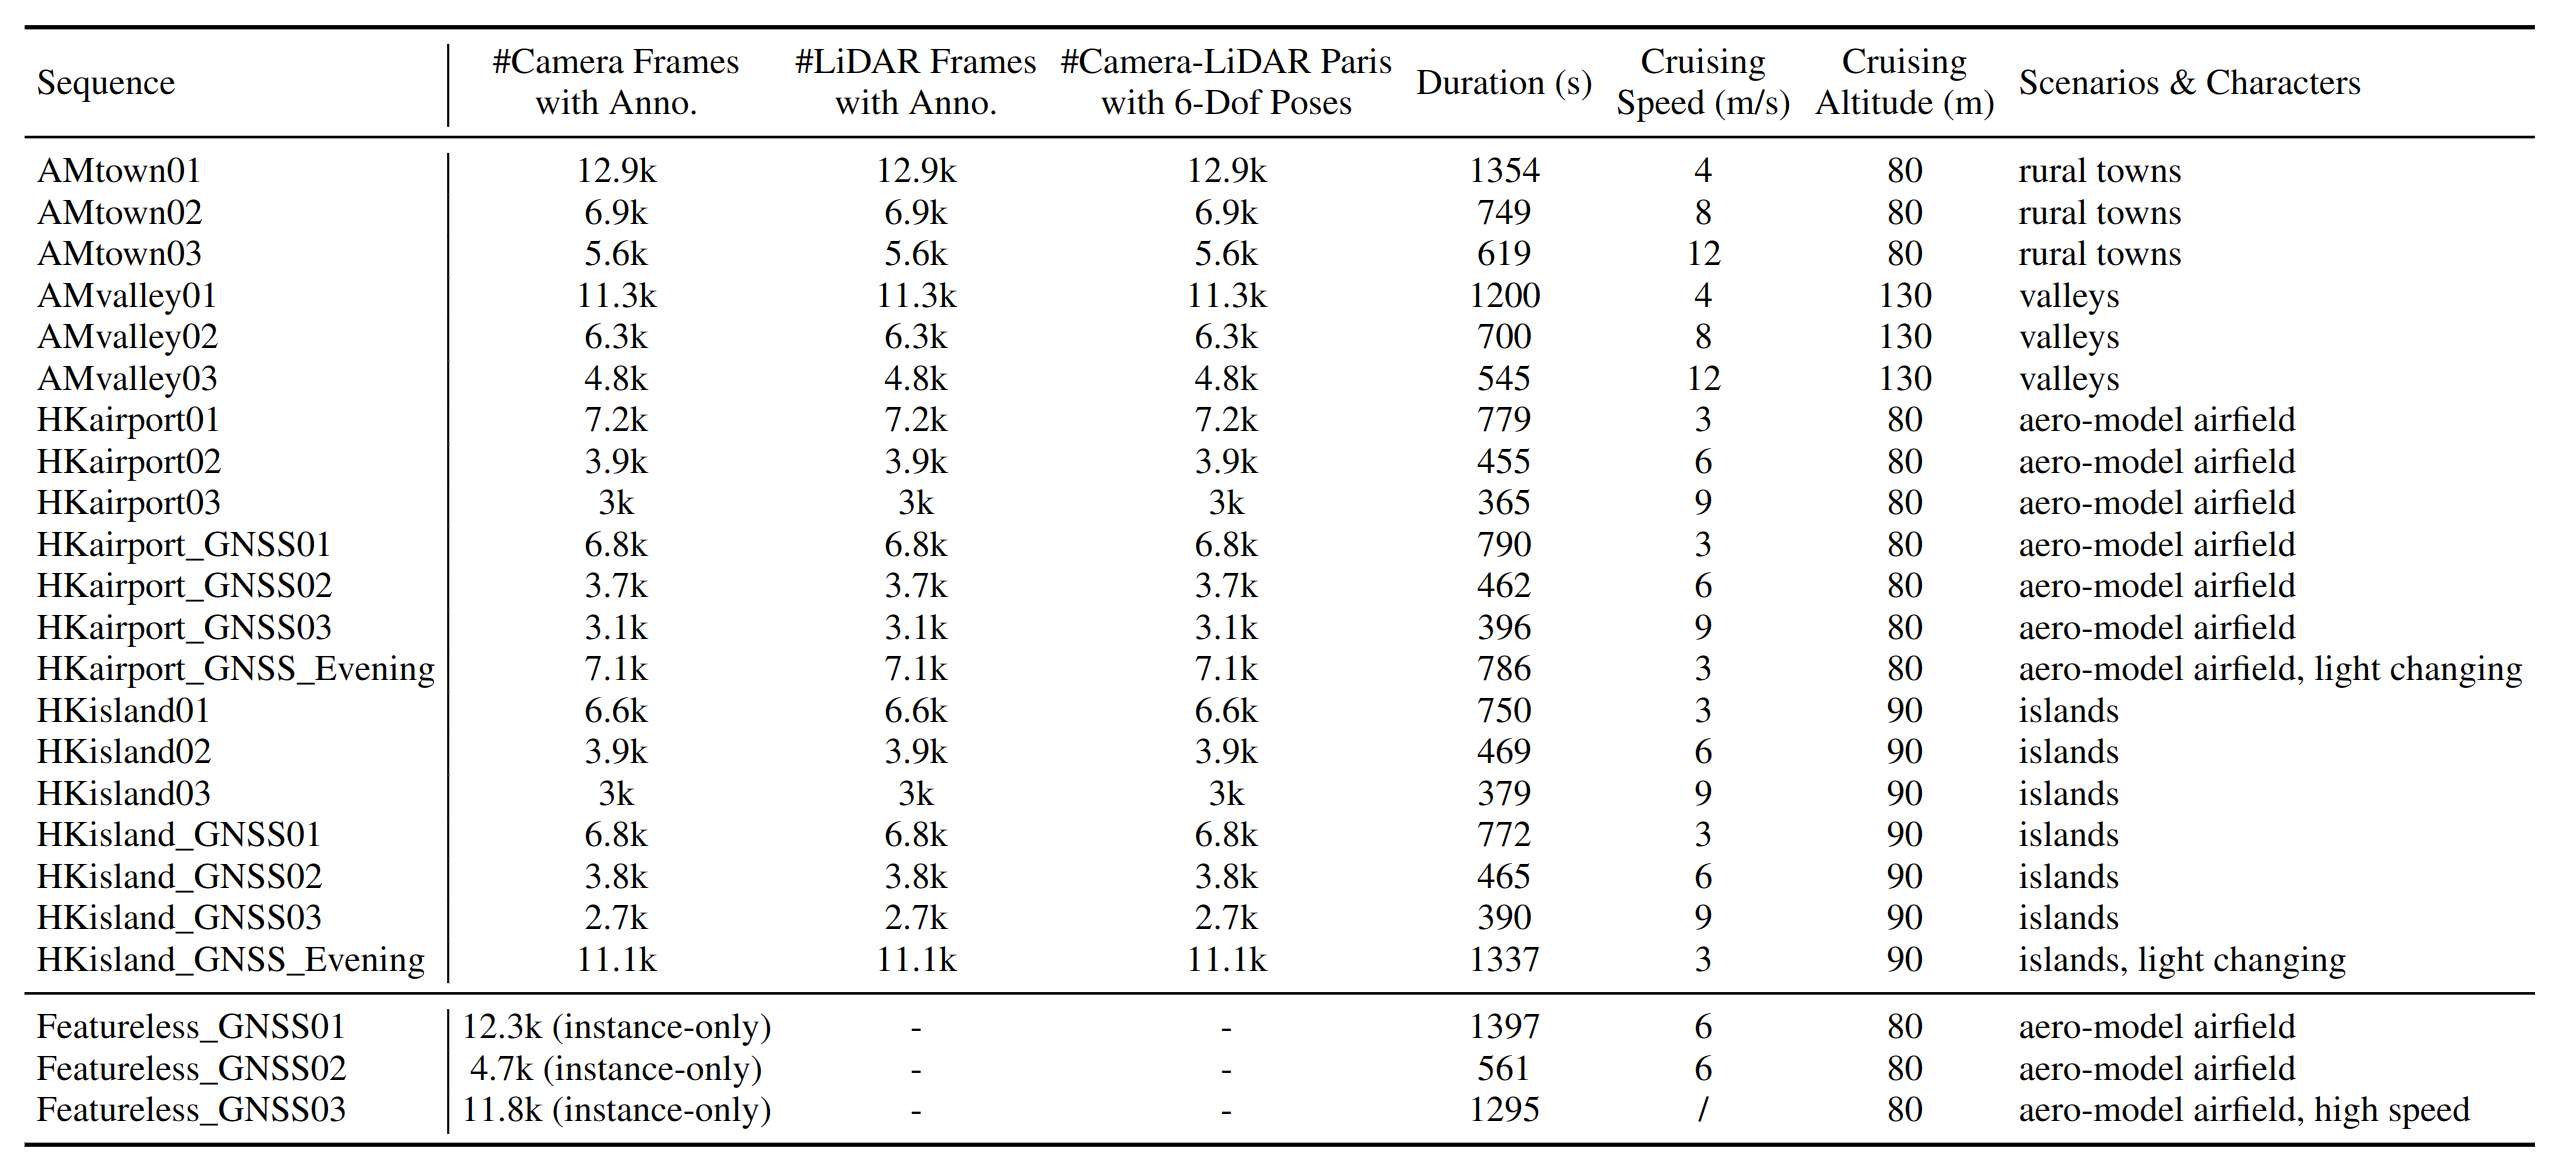 Sequence #Camera Frames with Anno. #LiDAR Frames with Anno. #Camera-LiDAR Paris with 6-Dof Poses Duration (s) Cruising Speed (m/s) Cruising Altitude (m) Scenarios & Characters
AMtown01 12.9k 12.9k 12.9k 1354 4 80 rural towns
AMtown02 6.9k 6.9k 6.9k 749 8 80 rural towns
AMtown03 5.6k 5.6k 5.6k 619 12 80 rural towns
AMvalley01 11.3k 11.3k 11.3k 1200 4 130 valleys
AMvalley02 6.3k 6.3k 6.3k 700 8 130 valleys
AMvalley03 4.8k 4.8k 4.8k 545 12 130 valleys
HKairport01 7.2k 7.2k 7.2k 779 3 80 aero-model airfield
HKairport02 3.9k 3.9k 3.9k 455 6 80 aero-model airfield
HKairport03 3k 3k 3k 365 9 80 aero-model airfield
HKairport_GNSS01 6.8k 6.8k 6.8k 790 3 80 aero-model airfield
HKairport_GNSS02 3.7k 3.7k 3.7k 462 6 80 aero-model airfield
HKairport_GNSS03 3.1k 3.1k 3.1k 396 9 80 aero-model airfield
HKairport_GNSS_Evening 7.1k 7.1k 7.1k 786 3 80 aero-model airfield, light changing
HKisland01 6.6k 6.6k 6.6k 750 3 90 islands
HKisland02 3.9k 3.9k 3.9k 469 6 90 islands
HKisland03 3k 3k 3k 379 9 90 islands
HKisland_GNSS01 6.8k 6.8k 6.8k 772 3 90 islands
HKisland_GNSS02 3.8k 3.8k 3.8k 465 6 90 islands
HKisland_GNSS03 2.7k 2.7k 2.7k 390 9 90 islands
HKisland_GNSS_Evening 11.1k 11.1k 11.1k 1337 3 90 islands, light changing
Featureless_GNSS01 12.3k (instance-only) - - 1397 6 80 aero-model airfield
Featureless_GNSS02 4.7k (instance-only) - - 561 6 80 aero-model airfield
Featureless_GNSS03 11.8k (instance-only) - - 1295 / 80 aero-model airfield, high speed